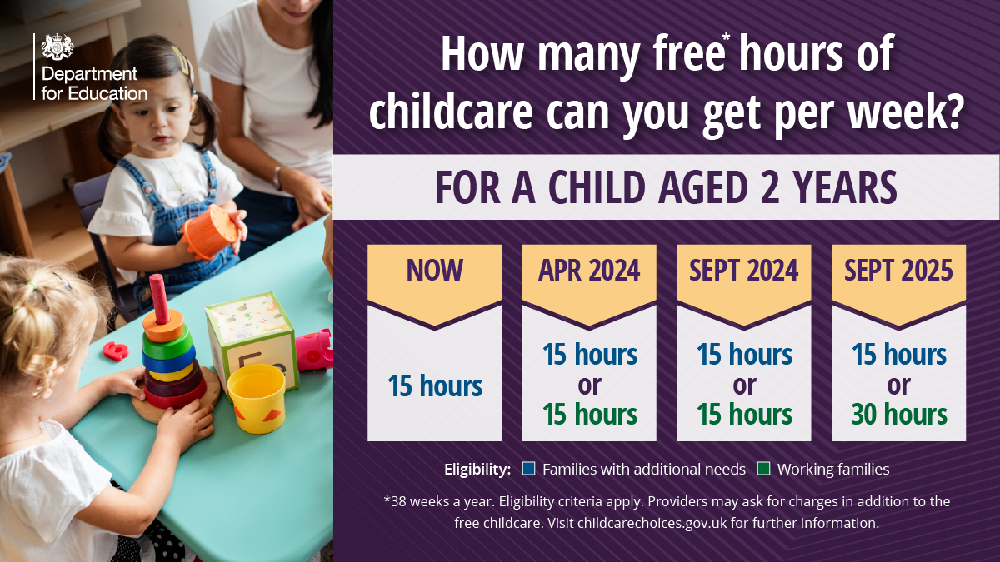 Department
for Education
How many free* hours of
childcare can you get per week?
FOR A CHILD AGED 2 YEARS
NOW
15 hours
APR 2024
15 hours
or
15 hours
SEPT 2024
15 hours
or
15 hours
SEPT 2025
15 hours
or
30 hours
Eligibility: Families with additional needs Working families
*38 weeks a year. Eligibility criteria apply. Providers may ask for charges in addition to the
free childcare. Visit childcarechoices.gov.uk for further information.